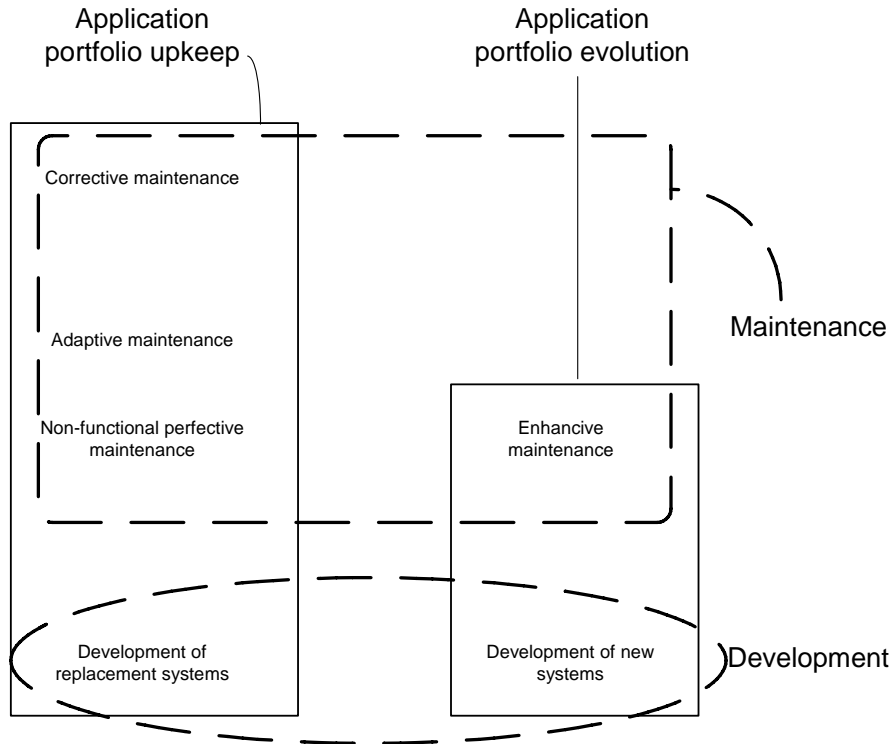 Application
portfolio upkeep
Application
portfolio evolution
Corrective maintenance
Maintenance
Adaptive maintenance
Non-functional perfective
maintenance
Enhancive
maintenance
Development of
replacement systems
Development of new
systems
Development